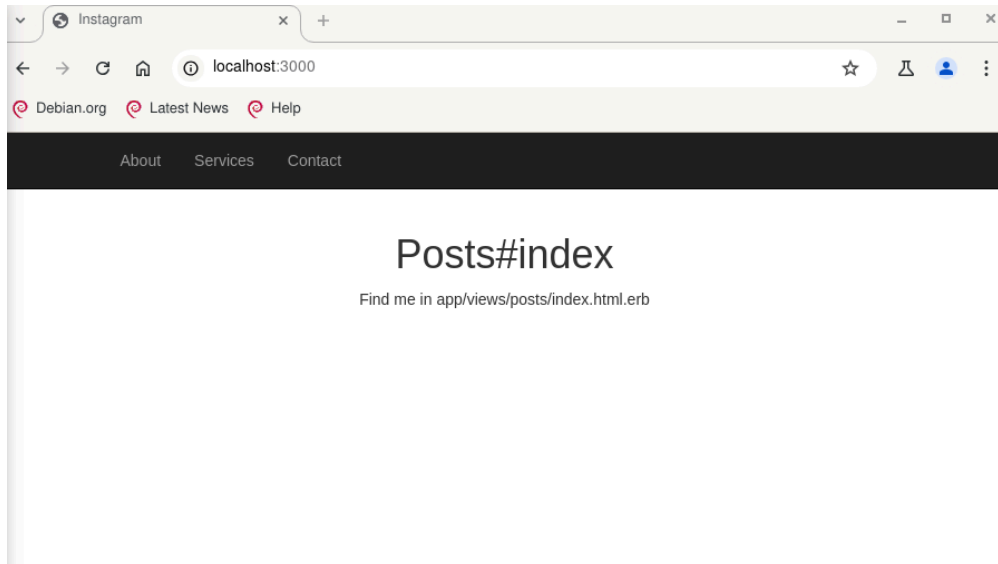 Instagram
localhost:3000
Debian.org Latest News Help
About Services Contact
Posts#index
Find me in app/views/posts/index.html.erb